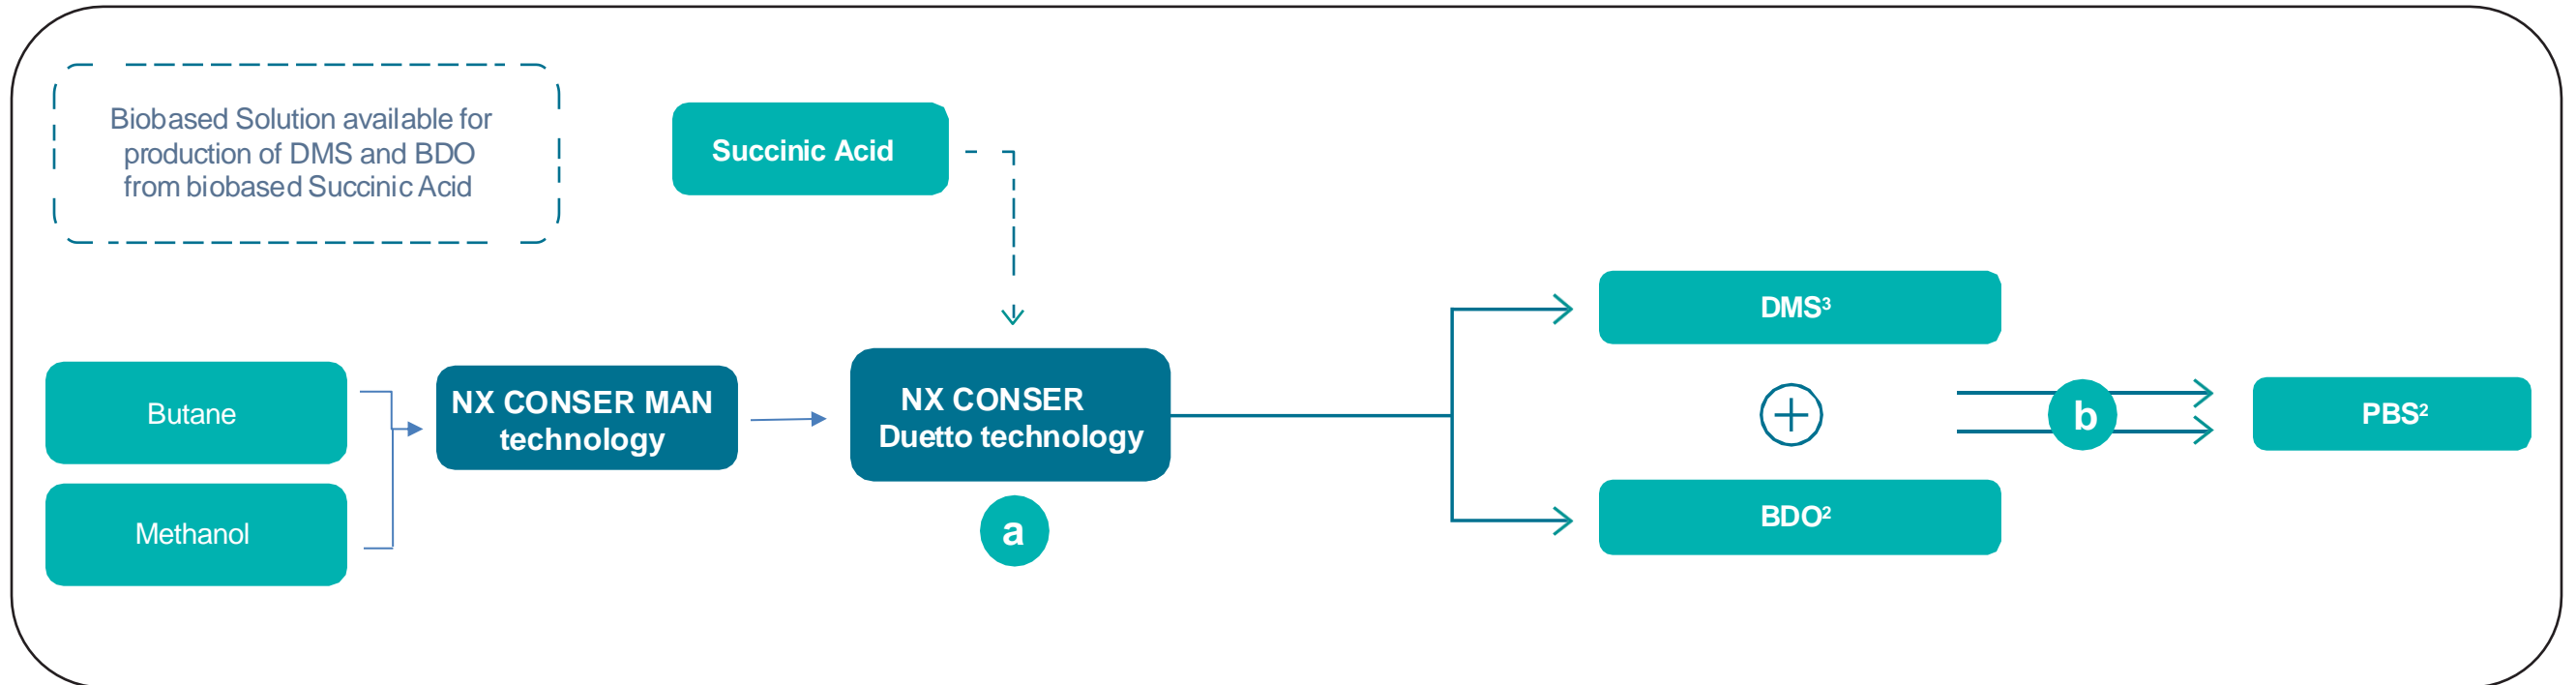 Biobased Solution available for
production of DMS and BDO
from biobased Succinic Acid
Succinic Acid
Butane
Methanol
NX CONSER MAN
technology
NX CONSER
Duetto technology
a
DMS³
BDO²
b
PBS²